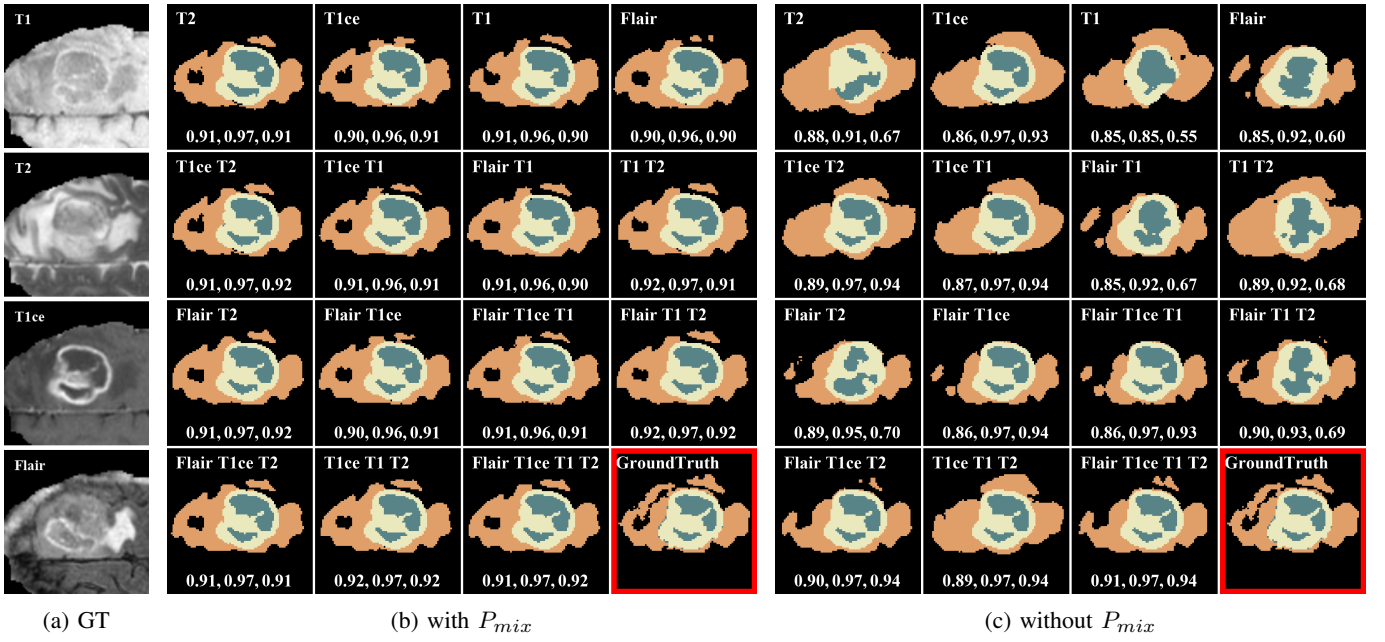 T1
T2
T1ce
Flair
(a) GT
T2 T1ce T1 Flair
0.91, 0.97, 0.91 0.90, 0.96, 0.91 0.91, 0.96, 0.90 0.90, 0.96, 0.90
T1ce T2 T1ce T1 Flair T1 T1 T2
0.91, 0.97, 0.92 0.91, 0.96, 0.91 0.91, 0.96, 0.90 0.92, 0.97, 0.91
Flair T2 Flair T1ce Flair T1ce T1 Flair T1 T2
0.91, 0.97, 0.92 0.90, 0.96, 0.91 0.91, 0.96, 0.91 0.92, 0.97, 0.92
Flair T1ce T2 T1ce T1 T2 Flair T1ce T1 T2 GroundTruth
0.91, 0.97, 0.91 0.92, 0.97, 0.92 0.91, 0.97, 0.92
(b) with P_mix
T2 T1ce T1 Flair
0.88, 0.91, 0.67 0.86, 0.97, 0.93 0.85, 0.85, 0.55 0.85, 0.92, 0.60
T1ce T2 T1ce T1 Flair T1 T1 T2
0.89, 0.97, 0.94 0.87, 0.97, 0.94 0.85, 0.92, 0.67 0.89, 0.92, 0.68
Flair T2 Flair T1ce Flair T1ce T1 Flair T1 T2
0.89, 0.95, 0.70 0.86, 0.97, 0.94 0.86, 0.97, 0.93 0.90, 0.93, 0.69
Flair T1ce T2 T1ce T1 T2 Flair T1ce T1 T2 GroundTruth
0.90, 0.97, 0.94 0.89, 0.97, 0.94 0.91, 0.97, 0.94
(c) without P_mix